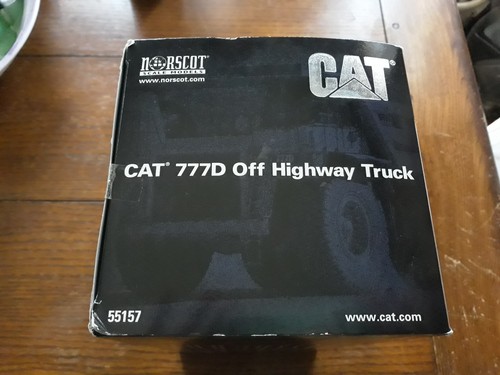 NORSCOT
SCALE MODELS
www.norscot.com
CAT®
CAT® 777D Off Highway Truck
55157
www.cat.com